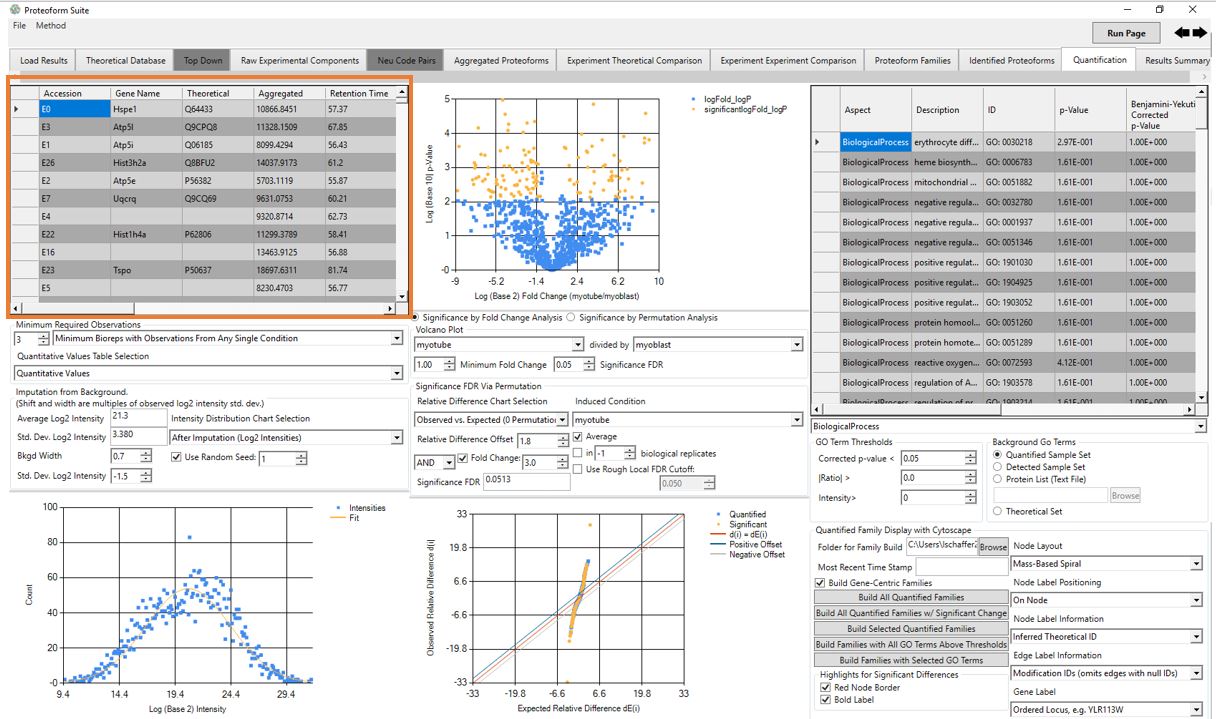 Proteoform Suite
File Method
Run Page
Load Results Theoretical Database Top Down Raw Experimental Components Neu Code Pairs Aggregated Proteoforms Experiment Theoretical Comparison Experiment Experiment Comparison Proteoform Families Identified Proteoforms Quantification Results Summary
Accession Gene Name Theoretical Aggregated Retention Time
E0 Hspe1 Q64433 10866.8451 57.37
E3 Atp5l Q9CPQ8 11328.1509 67.85
E1 Atp5i Q06185 8099.4294 56.43
E26 Hist3h2a Q8BFU2 14037.9173 61.2
E2 Atp5e P56382 5703.1119 55.87
E7 Uqcrq Q9CQ69 9631.0753 60.21
E4 9320.8714 62.73
E22 Hist1h4a P62806 11299.3789 58.41
E16 13463.9125 56.88
E23 Tspo P50637 18697.6311 81.74
E5 8230.4703 56.77
Log (Base 10) p-Value
5
4
3
2
1
-0
-9 -5.2 -1.4 2.4 6.2 10
Log (Base 2) Fold Change (myotube/myoblast)
logFold_logP
significantlogFold_logP
Aspect Description ID p-Value Benjamini-Yekuti
Corrected
p-Value
BiologicalProcess erythrocyte diff... GO: 0030218 2.97E-001 1.00E+000
BiologicalProcess heme biosynth... GO: 0006783 1.61E-001 1.00E+000
BiologicalProcess mitochondrial ... GO: 0051882 1.61E-001 1.00E+000
BiologicalProcess negative regula... GO: 0032780 1.61E-001 1.00E+000
BiologicalProcess negative regula... GO: 0001937 1.61E-001 1.00E+000
BiologicalProcess negative regula... GO: 0051346 1.61E-001 1.00E+000
BiologicalProcess positive regulat... GO: 1901030 1.61E-001 1.00E+000
BiologicalProcess positive regulat... GO: 1904925 1.61E-001 1.00E+000
BiologicalProcess positive regulat... GO: 1903052 1.61E-001 1.00E+000
BiologicalProcess protein homool... GO: 0051260 1.61E-001 1.00E+000
BiologicalProcess protein homote... GO: 0051289 1.61E-001 1.00E+000
BiologicalProcess reactive oxygen... GO: 0072593 4.12E-001 1.00E+000
BiologicalProcess regulation of A... GO: 1903578 1.61E-001 1.00E+000
BiologicalProcess regulation of pr... GO: 1903214 1.61E-001 1.00E+000
Minimum Required Observations
3 Minimum Bioreps with Observations From Any Single Condition
Quantitative Values Table Selection
Quantitative Values
Imputation from Background.
(Shift and width are multiples of observed log2 intensity std. dev.)
Average Log2 Intensity 21.3 Intensity Distribution Chart Selection
Std. Dev. Log2 Intensity 3.380 After Imputation (Log2 Intensities)
Bkgd Width 0.7 Use Random Seed: 1
Std. Dev. Log2 Intensity -1.5
Significance by Fold Change Analysis Significance by Permutation Analysis
Volcano Plot
myotube divided by myoblast
1.00 Minimum Fold Change 0.05 Significance FDR
Significance FDR Via Permutation
Relative Difference Chart Selection Induced Condition
Observed vs. Expected (0 Permutation myotube
Relative Difference Offset 1.8 Average
AND Fold Change: 3.0 in -1 biological replicates
Use Rough Local FDR Cutoff:
Significance FDR 0.0513 0.050
BiologicalProcess
GO Term Thresholds
Corrected p-value < 0.05
|Ratio| > 0.0
Intensity> 0
Background Go Terms
Quantified Sample Set
Detected Sample Set
Protein List (Text File)
Browse
Theoretical Set
Count
100
80
60
40
20
-0
9.4 14.4 19.4 24.4 29.4
Log (Base 2) Intensity
Intensities
Fit
Observed Relative Difference d(i)
33
19.8
6.6
-6.6
-19.8
-33
-33 -19.8 -6.6 6.6 19.8 33
Expected Relative Difference dE(i)
Quantified
Significant
d(i) = dE(i)
Positive Offset
Negative Offset
Quantified Family Display with Cytoscape
Folder for Family Build C:\Users\lschaffer2 Browse
Most Recent Time Stamp
Build Gene-Centric Families
Build All Quantified Families
Build All Quantified Families w/ Significant Change
Build Selected Quantified Families
Build Families with All GO Terms Above Thresholds
Build Families with Selected GO Terms
Highlights for Significant Differences
Red Node Border
Bold Label
Node Layout
Mass-Based Spiral
Node Label Positioning
On Node
Node Label Information
Inferred Theoretical ID
Edge Label Information
Modification IDs (omits edges with null IDs)
Gene Label
Ordered Locus, e.g. YLR113W